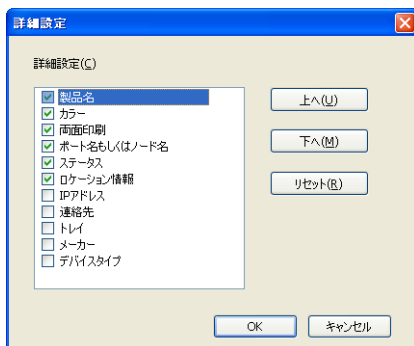 詳細設定
詳細設定(C)
製品名
カラー
両面印刷
ポート名もしくはノード名
ステータス
ロケーション情報
IPアドレス
連絡先
トレイ
メーカー
デバイスタイプ
上へ(U)
下へ(M)
リセット(R)
OK
キャンセル